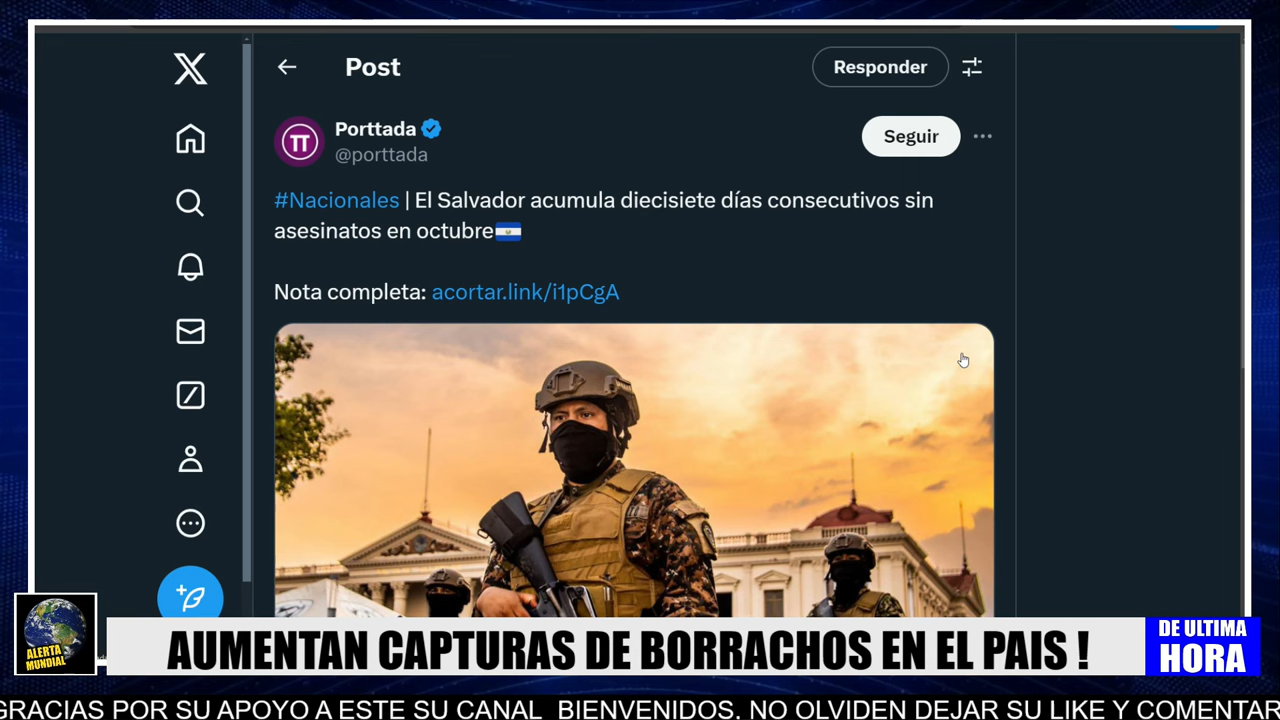 Post
Responder
Porttada
@porttada
Seguir
#Nacionales | El Salvador acumula diecisiete días consecutivos sin
asesinatos en octubre
Nota completa: acortar.link/i1pCgA
ALERTA
MUNDIAL
AUMENTAN CAPTURAS DE BORRACHOS EN EL PAIS !
DE ULTIMA
HORA
GRACIAS POR SU APOYO A ESTE SU CANAL BIENVENIDOS, NO OLVIDEN DEJAR SU LIKE Y COMENTAR